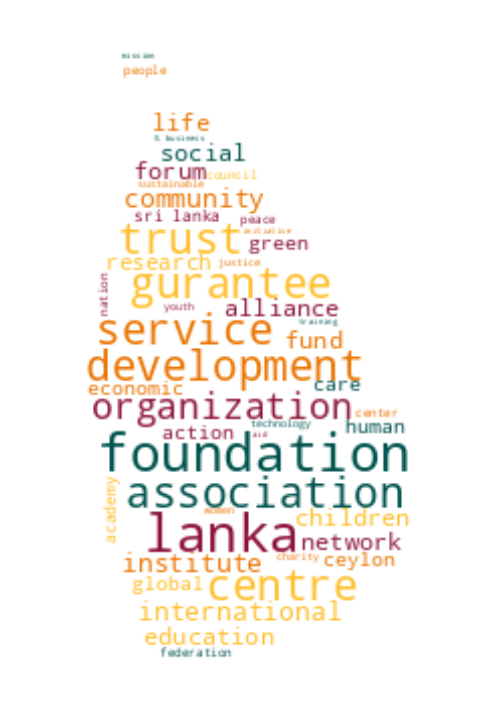 mission
people
life
& business
social
forum council
sustainable
community
sri lanka peace
trust initiative
green
research justice
nation
gurantee
youth alliance
training
service fund
development
care
economic
organization center
technology human
action aid
foundation
association
academy
women children
lanka network
institute charity ceylon
global centre
international
education
federation